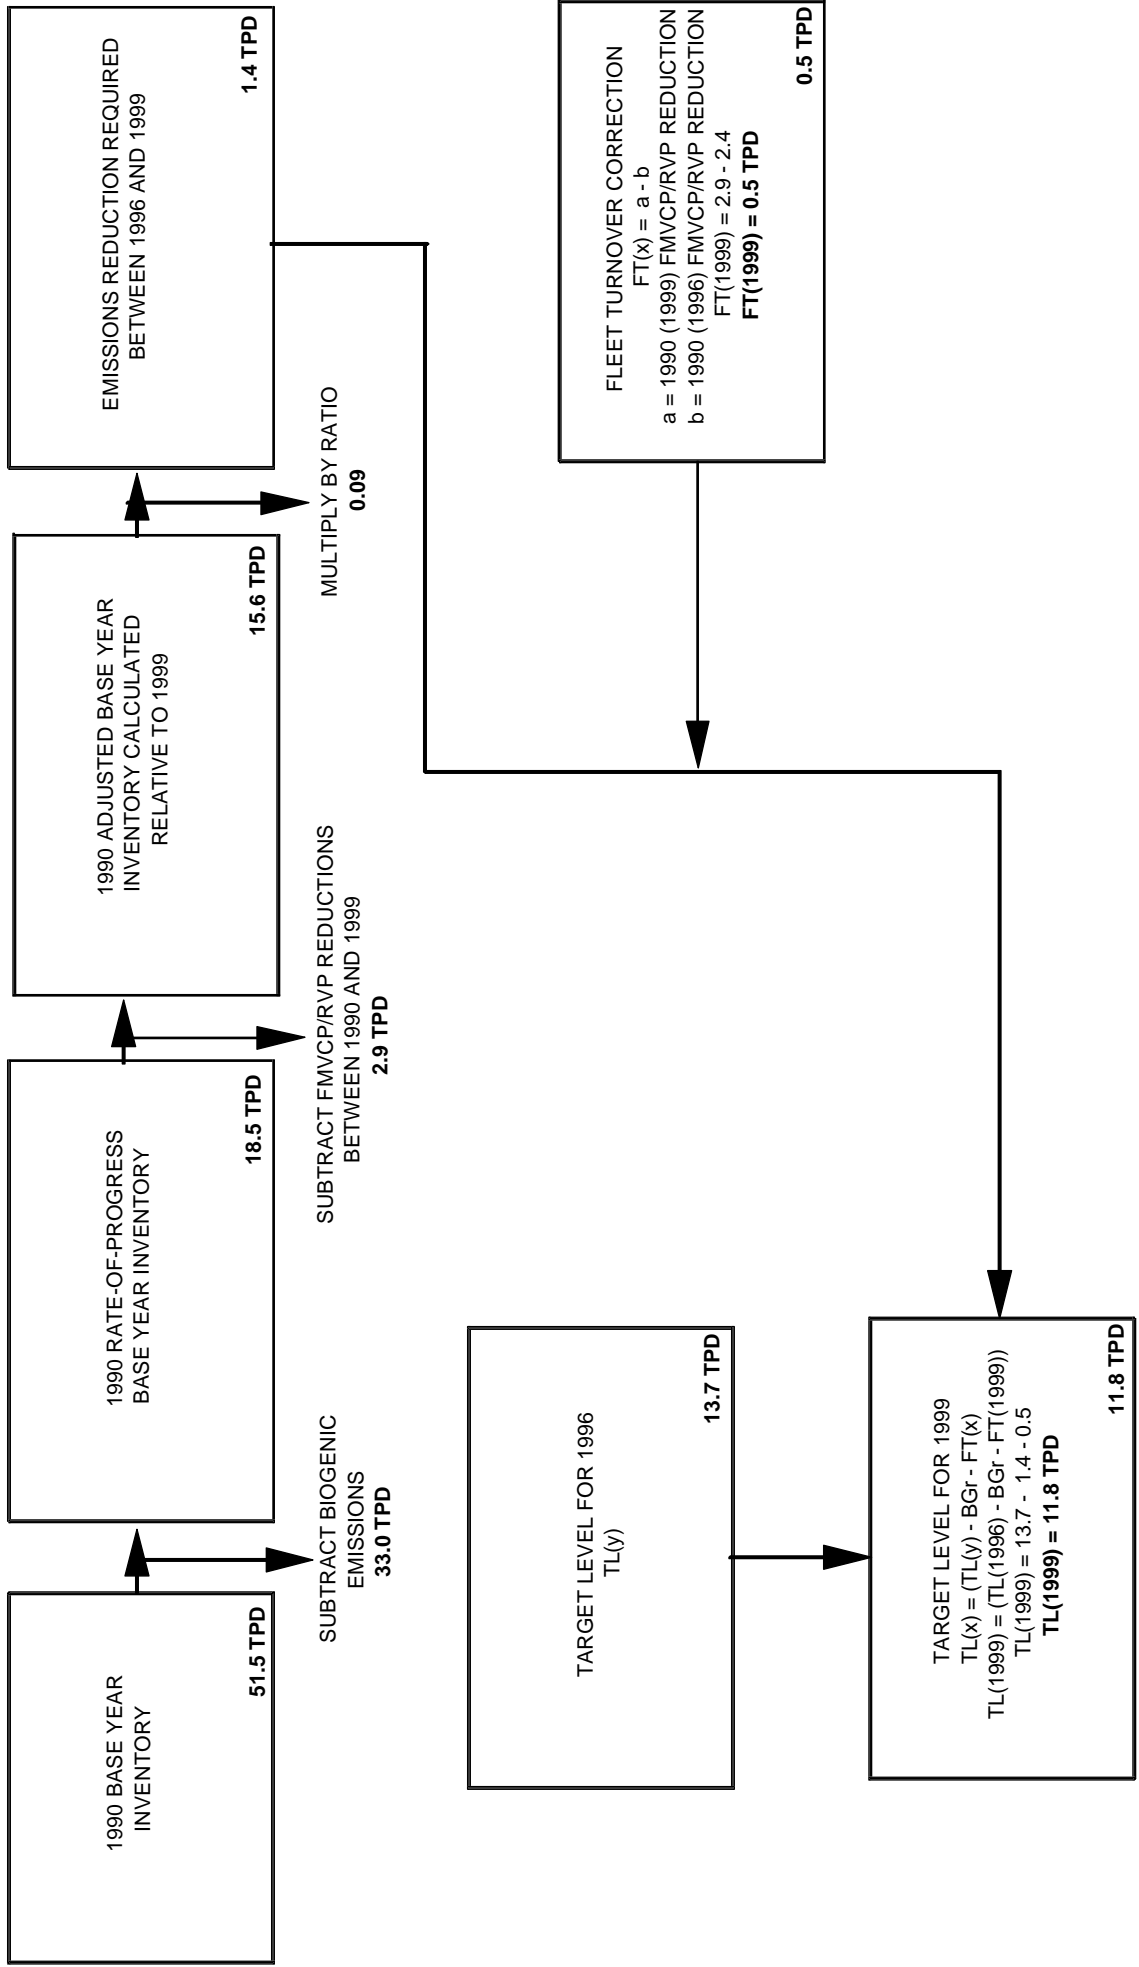 1990 BASE YEAR
INVENTORY
51.5 TPD
SUBTRACT BIOGENIC
EMISSIONS
33.0 TPD
1990 RATE-OF-PROGRESS
BASE YEAR INVENTORY
18.5 TPD
SUBTRACT FMVCP/RVP REDUCTIONS
BETWEEN 1990 AND 1999
2.9 TPD
1990 ADJUSTED BASE YEAR
INVENTORY CALCULATED
RELATIVE TO 1999
15.6 TPD
MULTIPLY BY RATIO
0.09
EMISSIONS REDUCTION REQUIRED
BETWEEN 1996 AND 1999
1.4 TPD
TARGET LEVEL FOR 1996
TL(y)
13.7 TPD
FLEET TURNOVER CORRECTION
FT(x) = a - b
a = 1990 (1999) FMVCP/RVP REDUCTION
b = 1990 (1996) FMVCP/RVP REDUCTION
FT(1999) = 2.9 - 2.4
FT(1999) = 0.5 TPD
0.5 TPD
TARGET LEVEL FOR 1999
TL(x) = (TL(y) - BGr - FT(x)
TL(1999) = (TL(1996) - BGr - FT(1999))
TL(1999) = 13.7 - 1.4 - 0.5
TL(1999) = 11.8 TPD
11.8 TPD